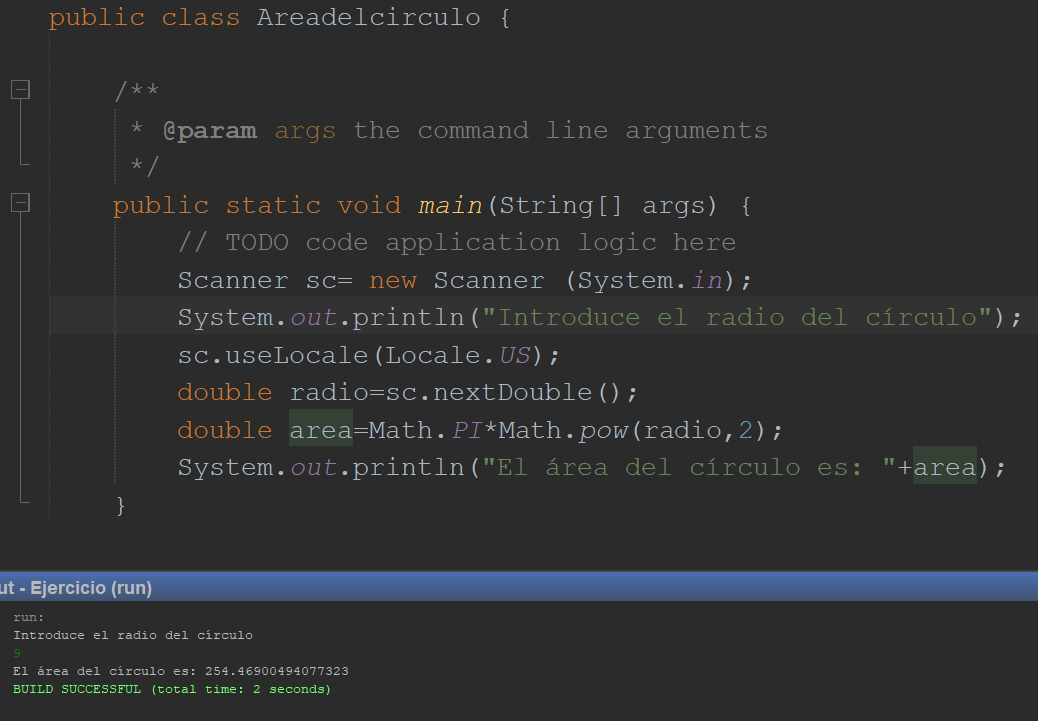 public class Areadelcirculo {
/**
* @param args the command line arguments
*/
public static void main(String[] args) {
// TODO code application logic here
Scanner sc= new Scanner (System.in);
System.out.println("Introduce el radio del círculo");
sc.useLocale(Locale.US);
double radio=sc.nextDouble();
double area=Math.PI*Math.pow(radio,2);
System.out.println("El área del círculo es: "+area);
}
ut - Ejercicio (run)
run:
Introduce el radio del círculo
9
El área del círculo es: 254.46900494077323
BUILD SUCCESSFUL (total time: 2 seconds)